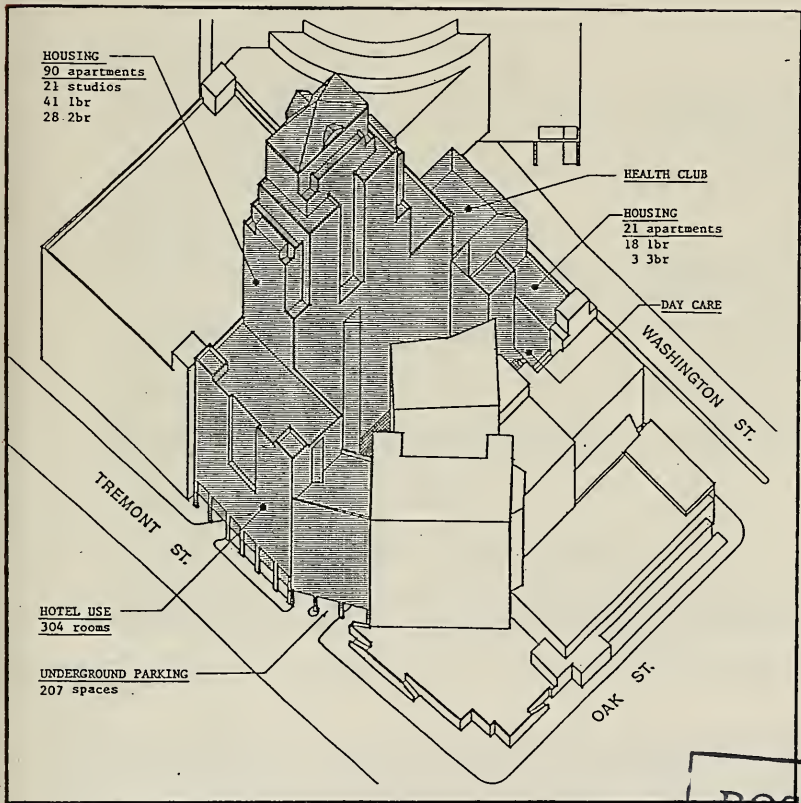 HOUSING
90 apartments
21 studios
41 1br
28 2br
HEALTH CLUB
HOUSING
21 apartments
18 1br
3 3br
DAY CARE
WASHINGTON ST.
TREMONT ST.
HOTEL USE
304 rooms
UNDERGROUND PARKING
207 spaces
OAK ST.